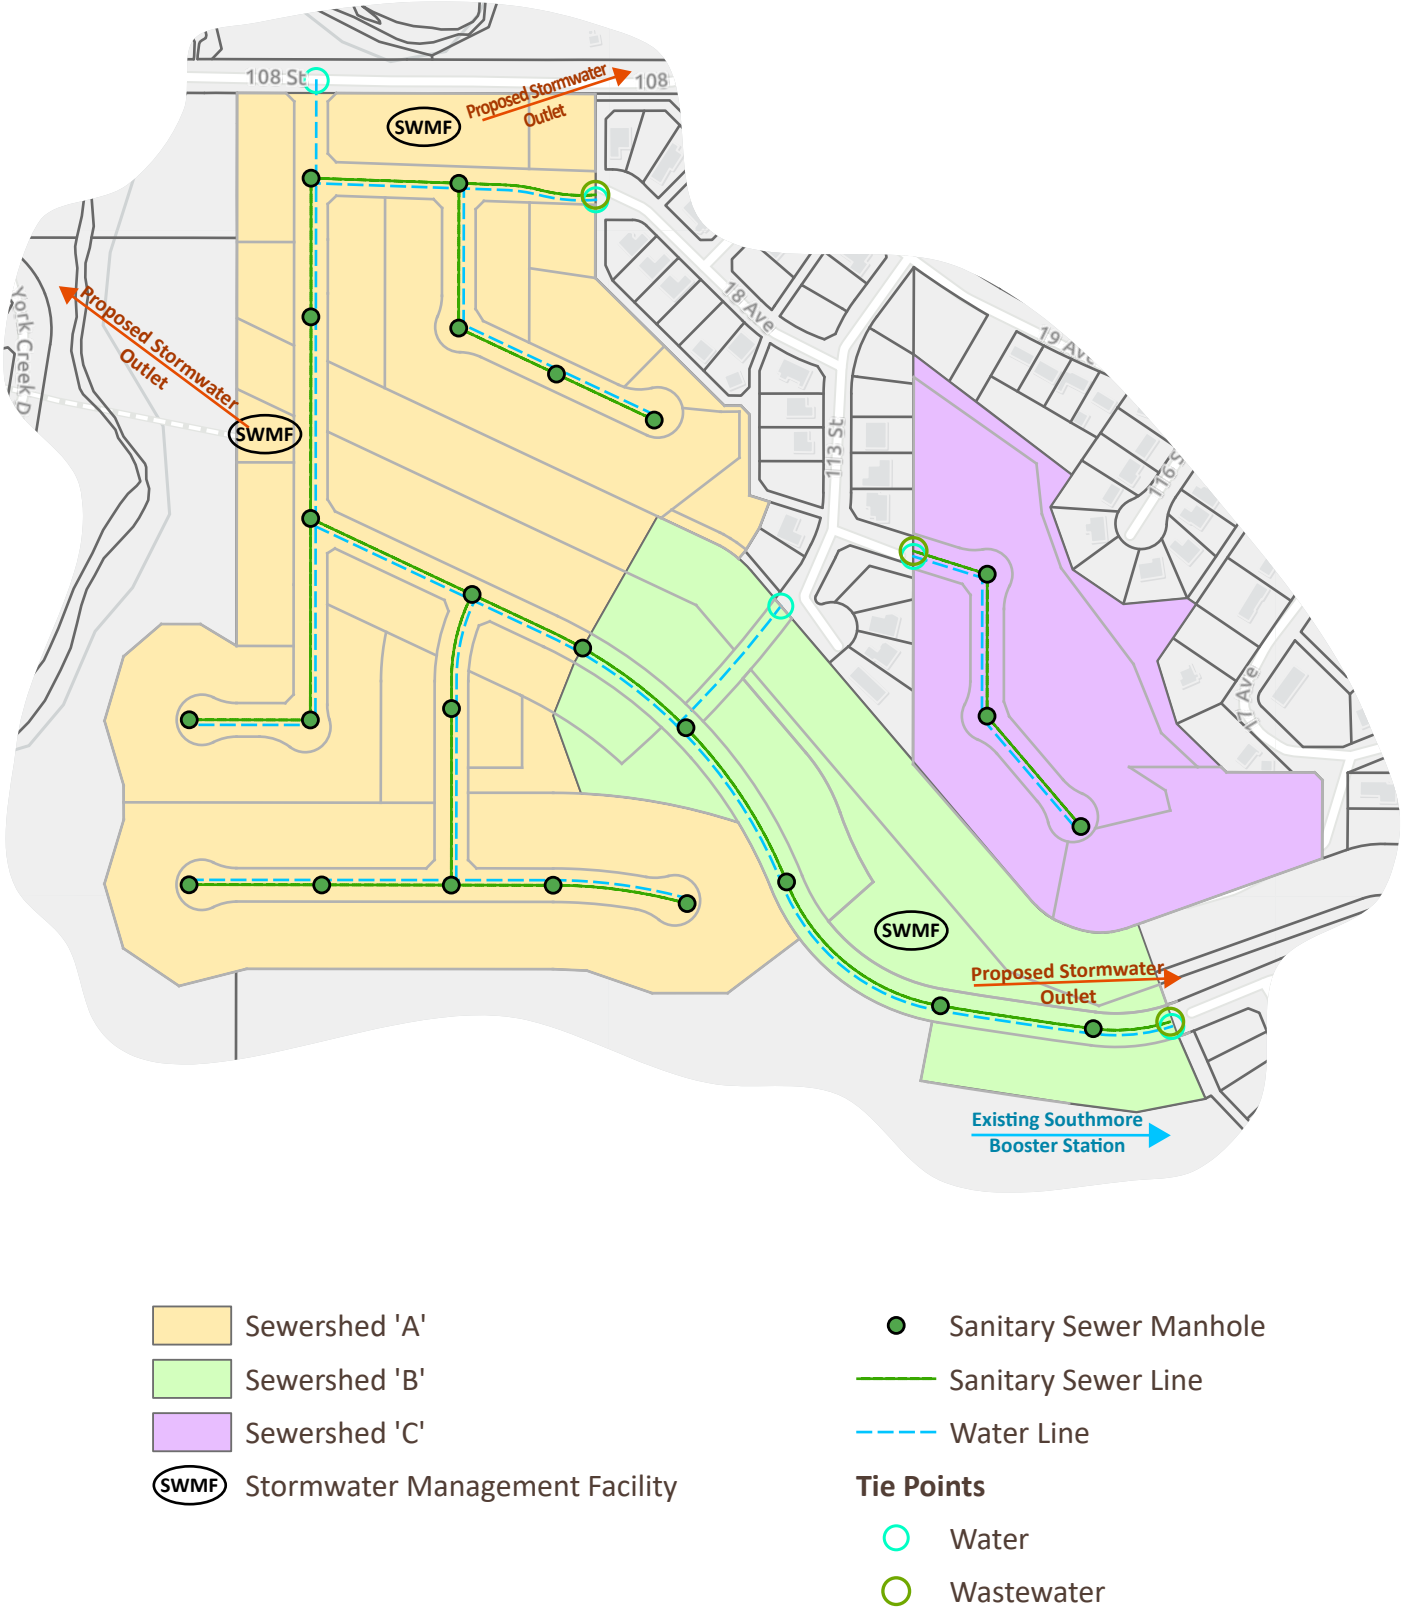 108 St
Proposed Stormwater
Outlet
108
SWMF
York Creek D
Proposed Stormwater
Outlet
SWMF
18 Ave
19 Ave
113 St
116 St
17 Ave
SWMF
Proposed Stormwater
Outlet
Existing Southmore
Booster Station
Sewershed 'A'
Sewershed 'B'
Sewershed 'C'
SWMF Stormwater Management Facility
Sanitary Sewer Manhole
Sanitary Sewer Line
Water Line
Tie Points
Water
Wastewater